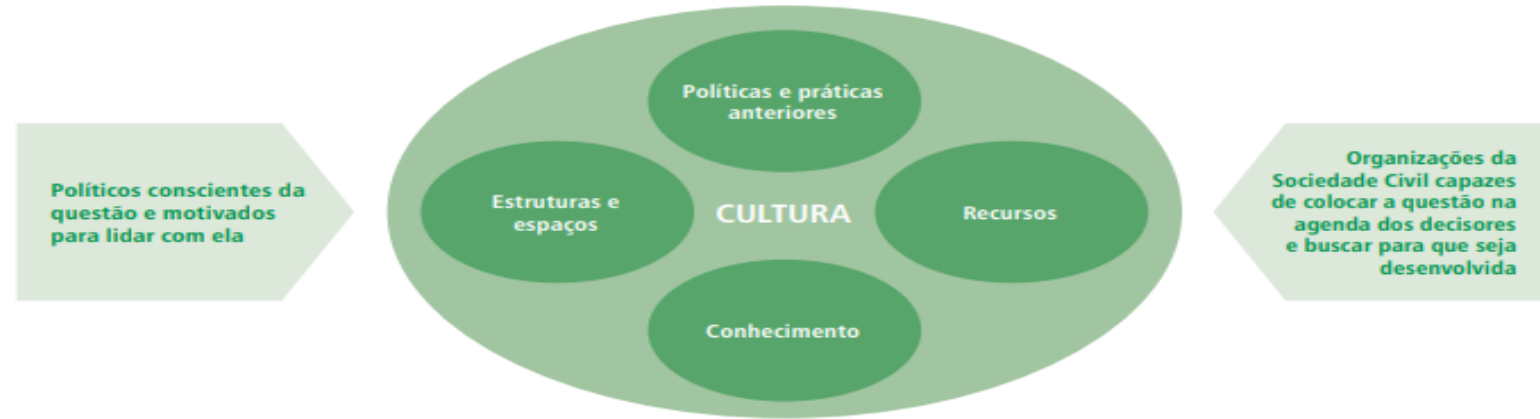 Políticas e práticas
anteriores
Políticos conscientes da
questão e motivados
para lidar com ela
Estruturas e
espaços
CULTURA
Recursos
Organizações da
Sociedade Civil capazes
de colocar a questão na
agenda dos decisores
e buscar para que seja
desenvolvida
Conhecimento